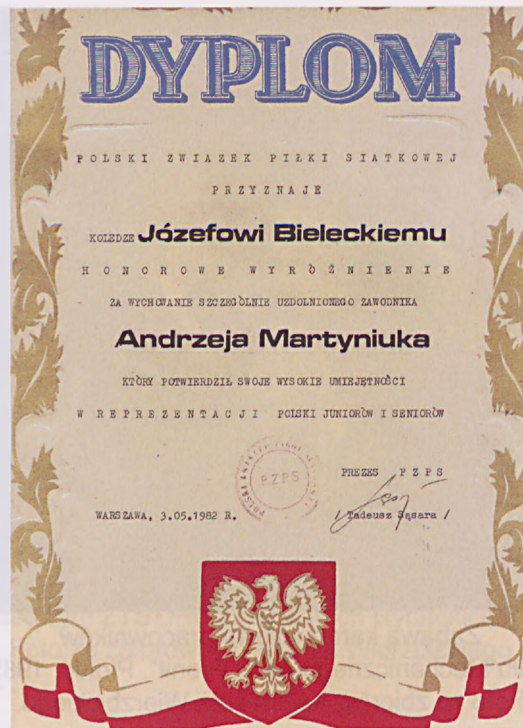 DYPLOM
POLSKI ZWIĄZEK PIŁKI SIATKOWEJ
PRZYZNAJE
KOLEDZE Józefowi Bieleckiemu
HONOROWE WYRÓŻNIENIE
ZA WYCHOWANIE SZCZEGÓLNIE UZDOLNIONEGO ZAWODNIKA
Andrzeja Martyniuka
KTÓRY POTWIERDZIŁ SWOJE WYSOKIE UMIEJĘTNOŚCI
W REPREZENTACJI POLSKI JUNIORÓW I SENIORÓW
PZPS
PREZES PZPS
WARSZAWA, 3.05.1982 R.
/ Tadeusz Sąsara /